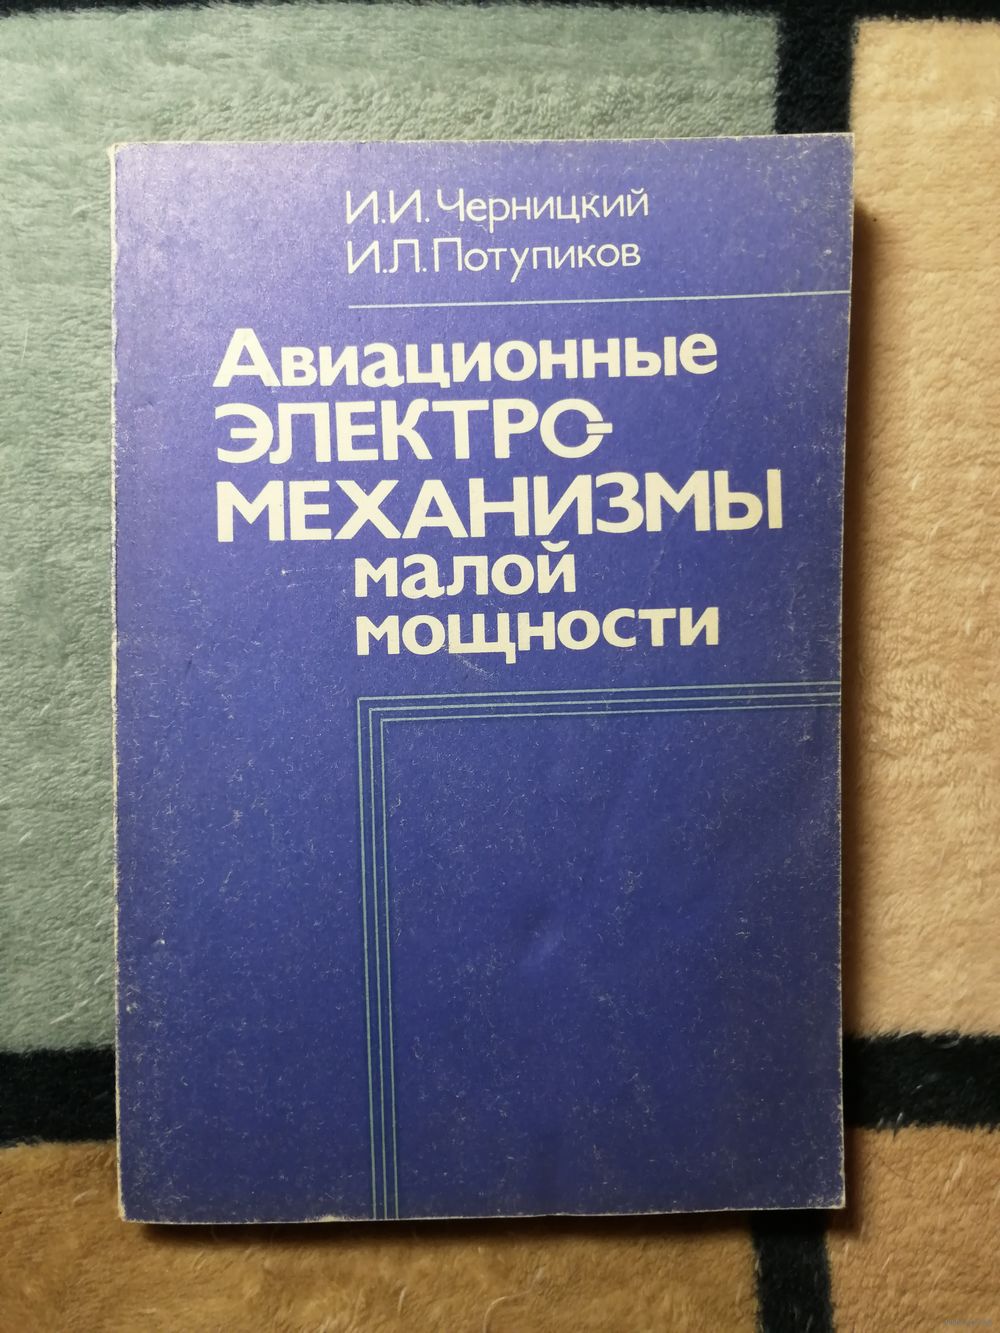 И.И. Черницкий
И.Л. Потупиков
Авиационные
ЭЛЕКТРО-
МЕХАНИЗМЫ
малой
мощности